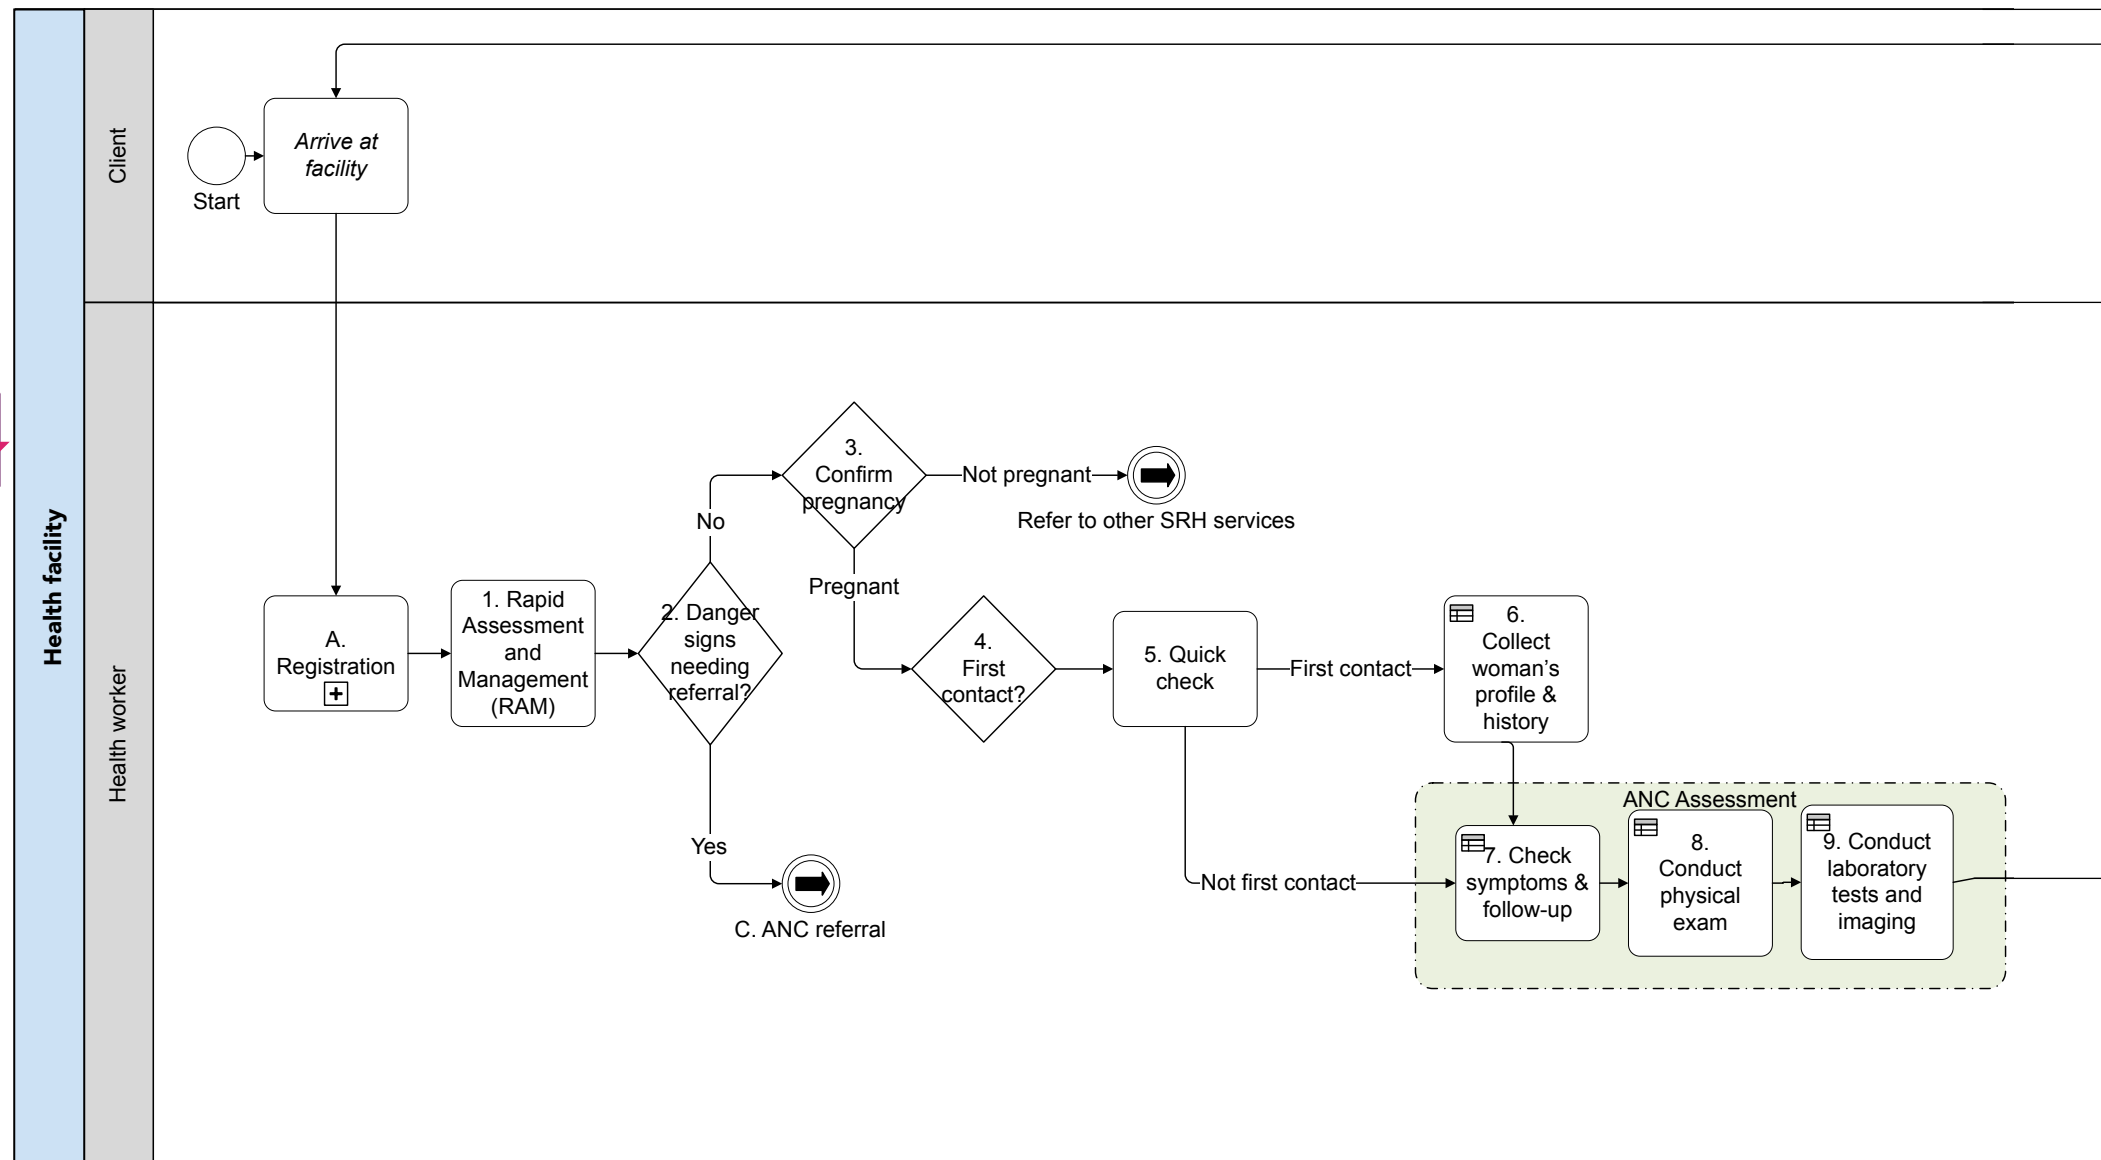 Health facility
Client
Start
Arrive at
facility
Health worker
A.
Registration
1. Rapid
Assessment
and
Management
(RAM)
2. Danger
signs
needing
referral?
No
Yes
C. ANC referral
3.
Confirm
pregnancy
Not pregnant
Refer to other SRH services
Pregnant
4.
First
contact?
5. Quick
check
First contact
Not first contact
6.
Collect
woman’s
profile &
history
ANC Assessment
7. Check
symptoms &
follow-up
8.
Conduct
physical
exam
9. Conduct
laboratory
tests and
imaging